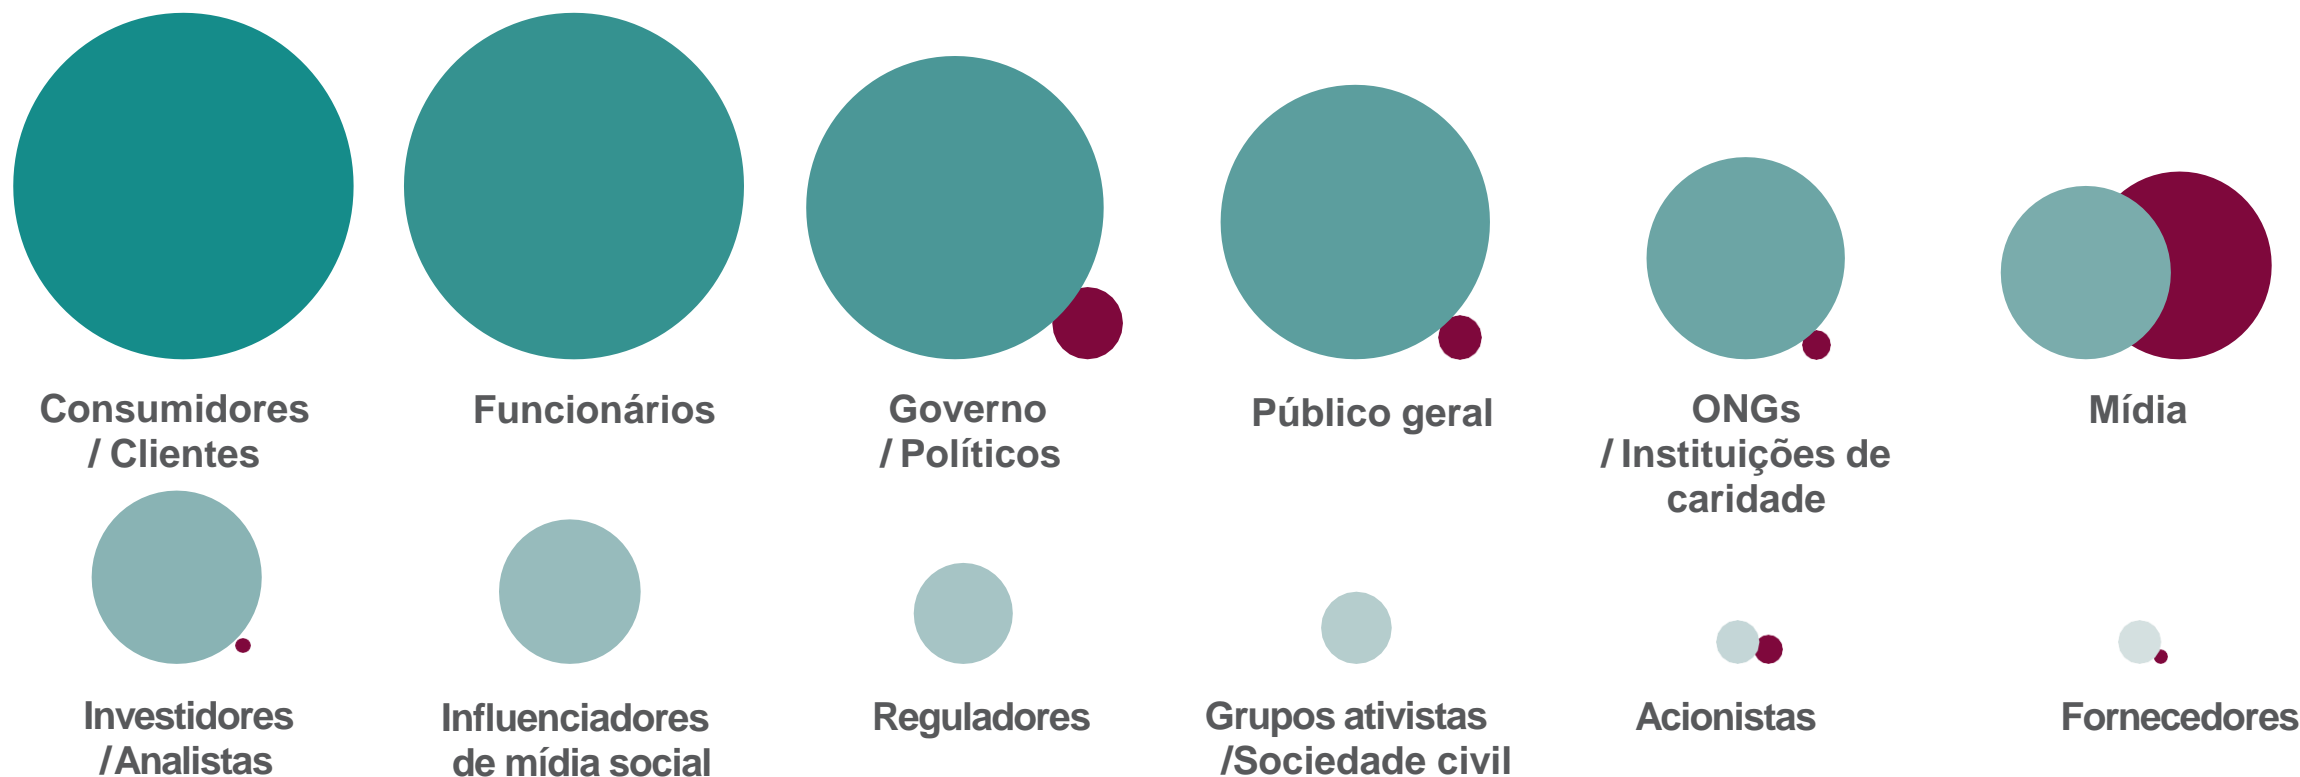 Consumidores
/ Clientes
Funcionários
Governo
/ Políticos
Público geral
ONGs
/ Instituições de
caridade
Mídia
Investidores
/Analistas
Influenciadores
de mídia social
Reguladores
Grupos ativistas
/Sociedade civil
Acionistas
Fornecedores